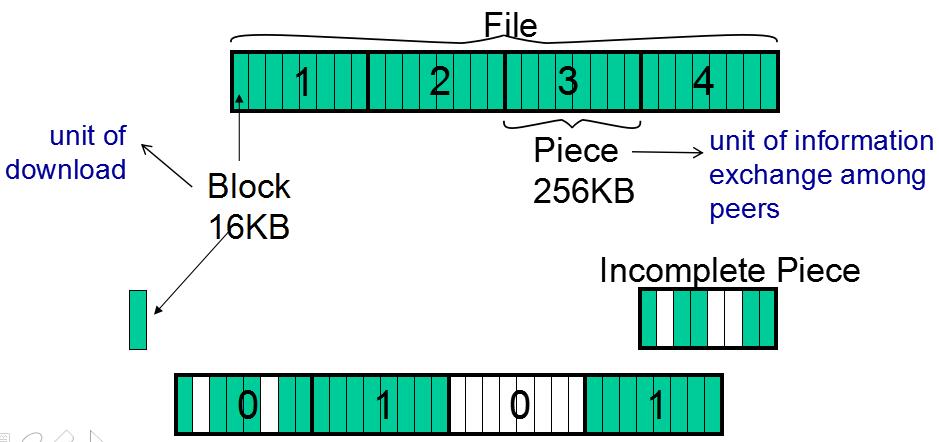 File
1 2 3 4
unit of
download
Block
16KB
Piece
256KB
unit of information
exchange among
peers
Incomplete Piece
0 1 0 1